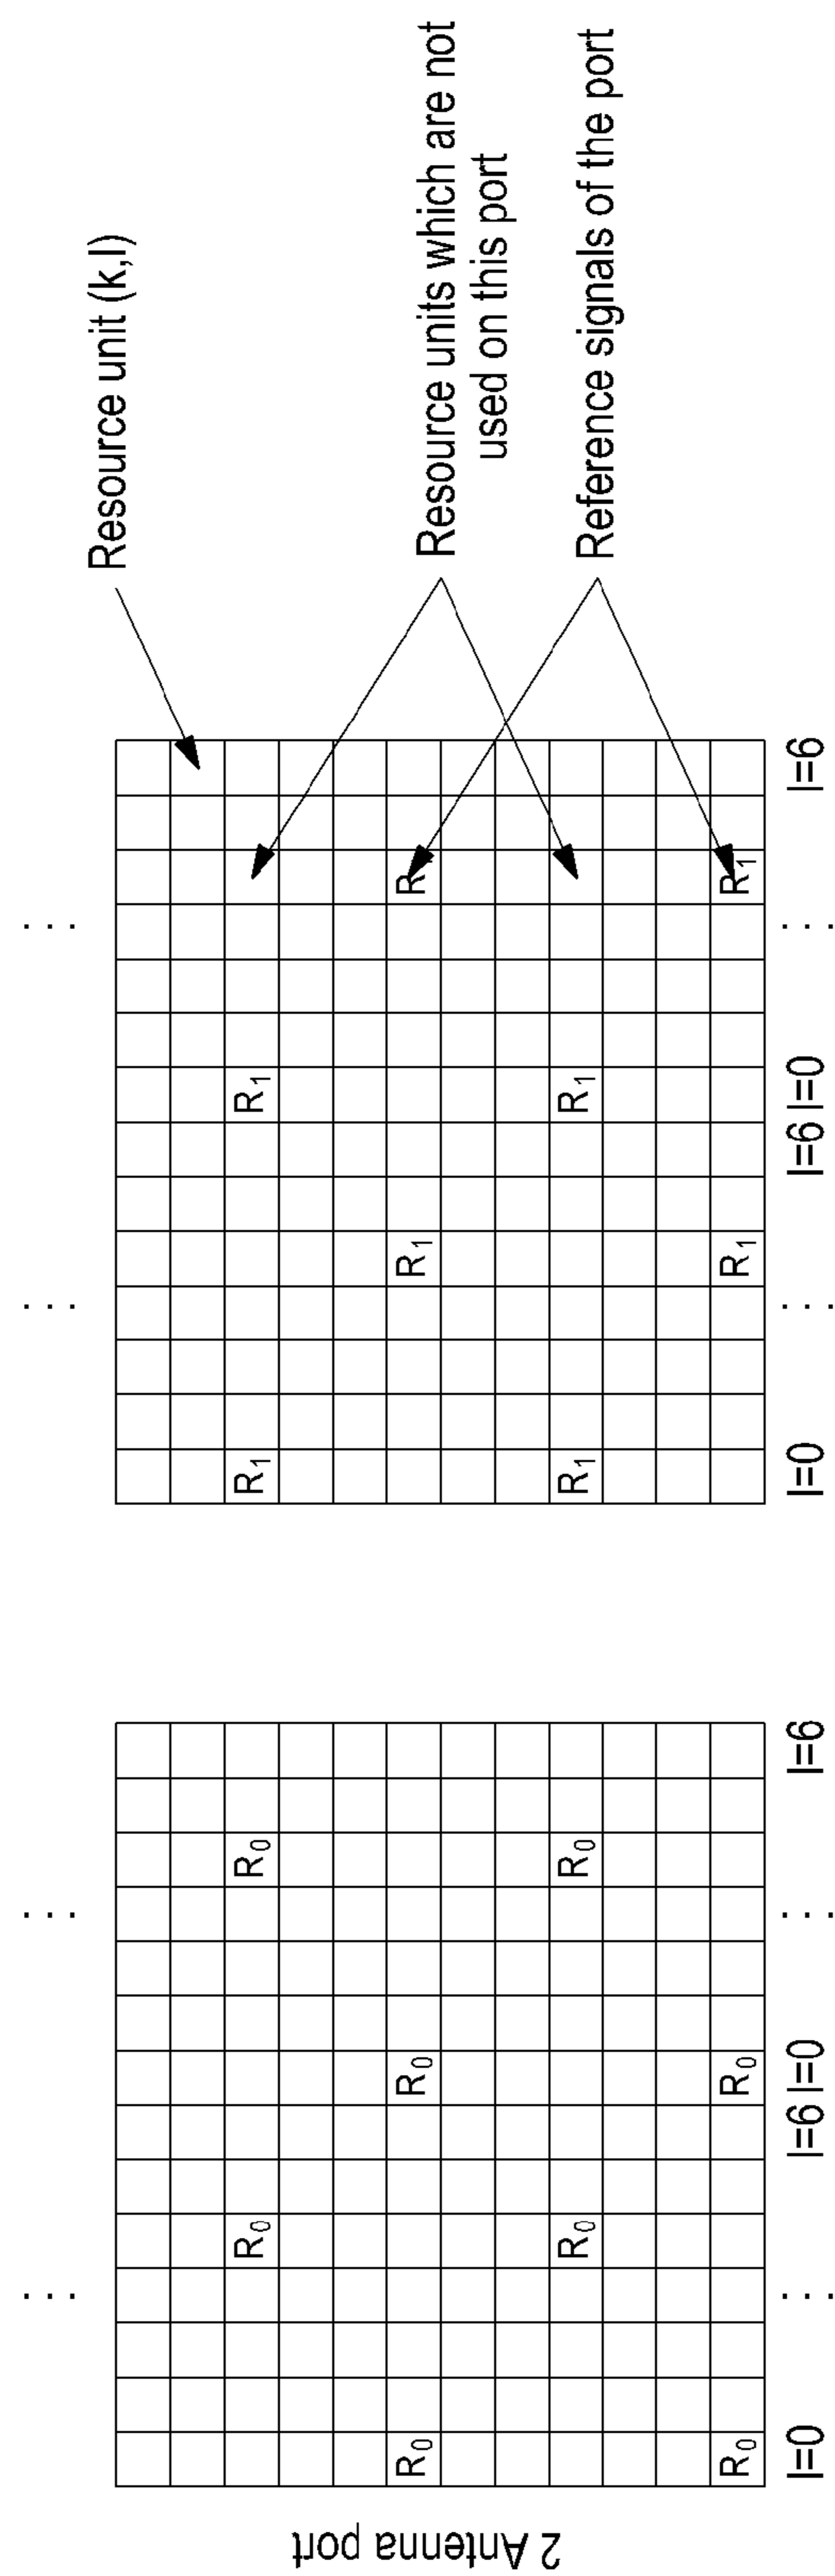 2 Antenna port
. . . . . . . . . . . .
Resource unit (k,l)
R₀ R₀ R₁ R₁
R₀ R₀ R₁ R
Resource units which are not
used on this port
R₀ R₀ R₁ R₁
Reference signals of the port
R₀ R₀ R₁ R₁
l=0 . . . l=6 l=0 . . . l=6 l=0 . . . l=6 l=0 . . . l=6